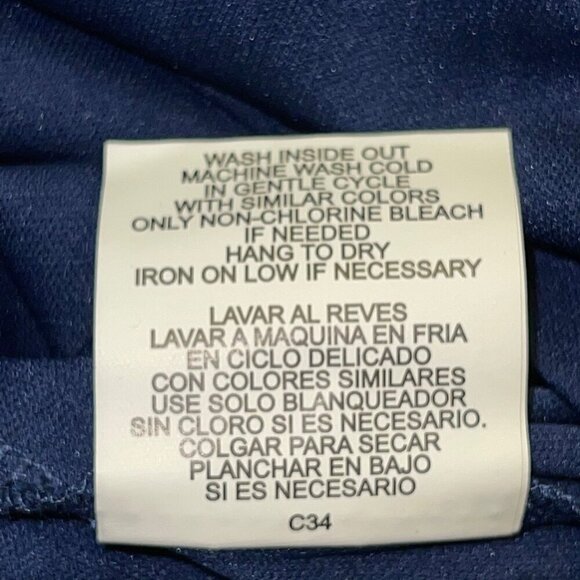 WASH INSIDE OUT
MACHINE WASH COLD
IN GENTLE CYCLE
WITH SIMILAR COLORS
ONLY NON-CHLORINE BLEACH
IF NEEDED
HANG TO DRY
IRON ON LOW IF NECESSARY
LAVAR AL REVES
LAVAR A MAQUINA EN FRIA
EN CICLO DELICADO
CON COLORES SIMILARES
USE SOLO BLANQUEADOR
SIN CLORO SI ES NECESARIO.
COLGAR PARA SECAR
PLANCHAR EN BAJO
SI ES NECESARIO
C34